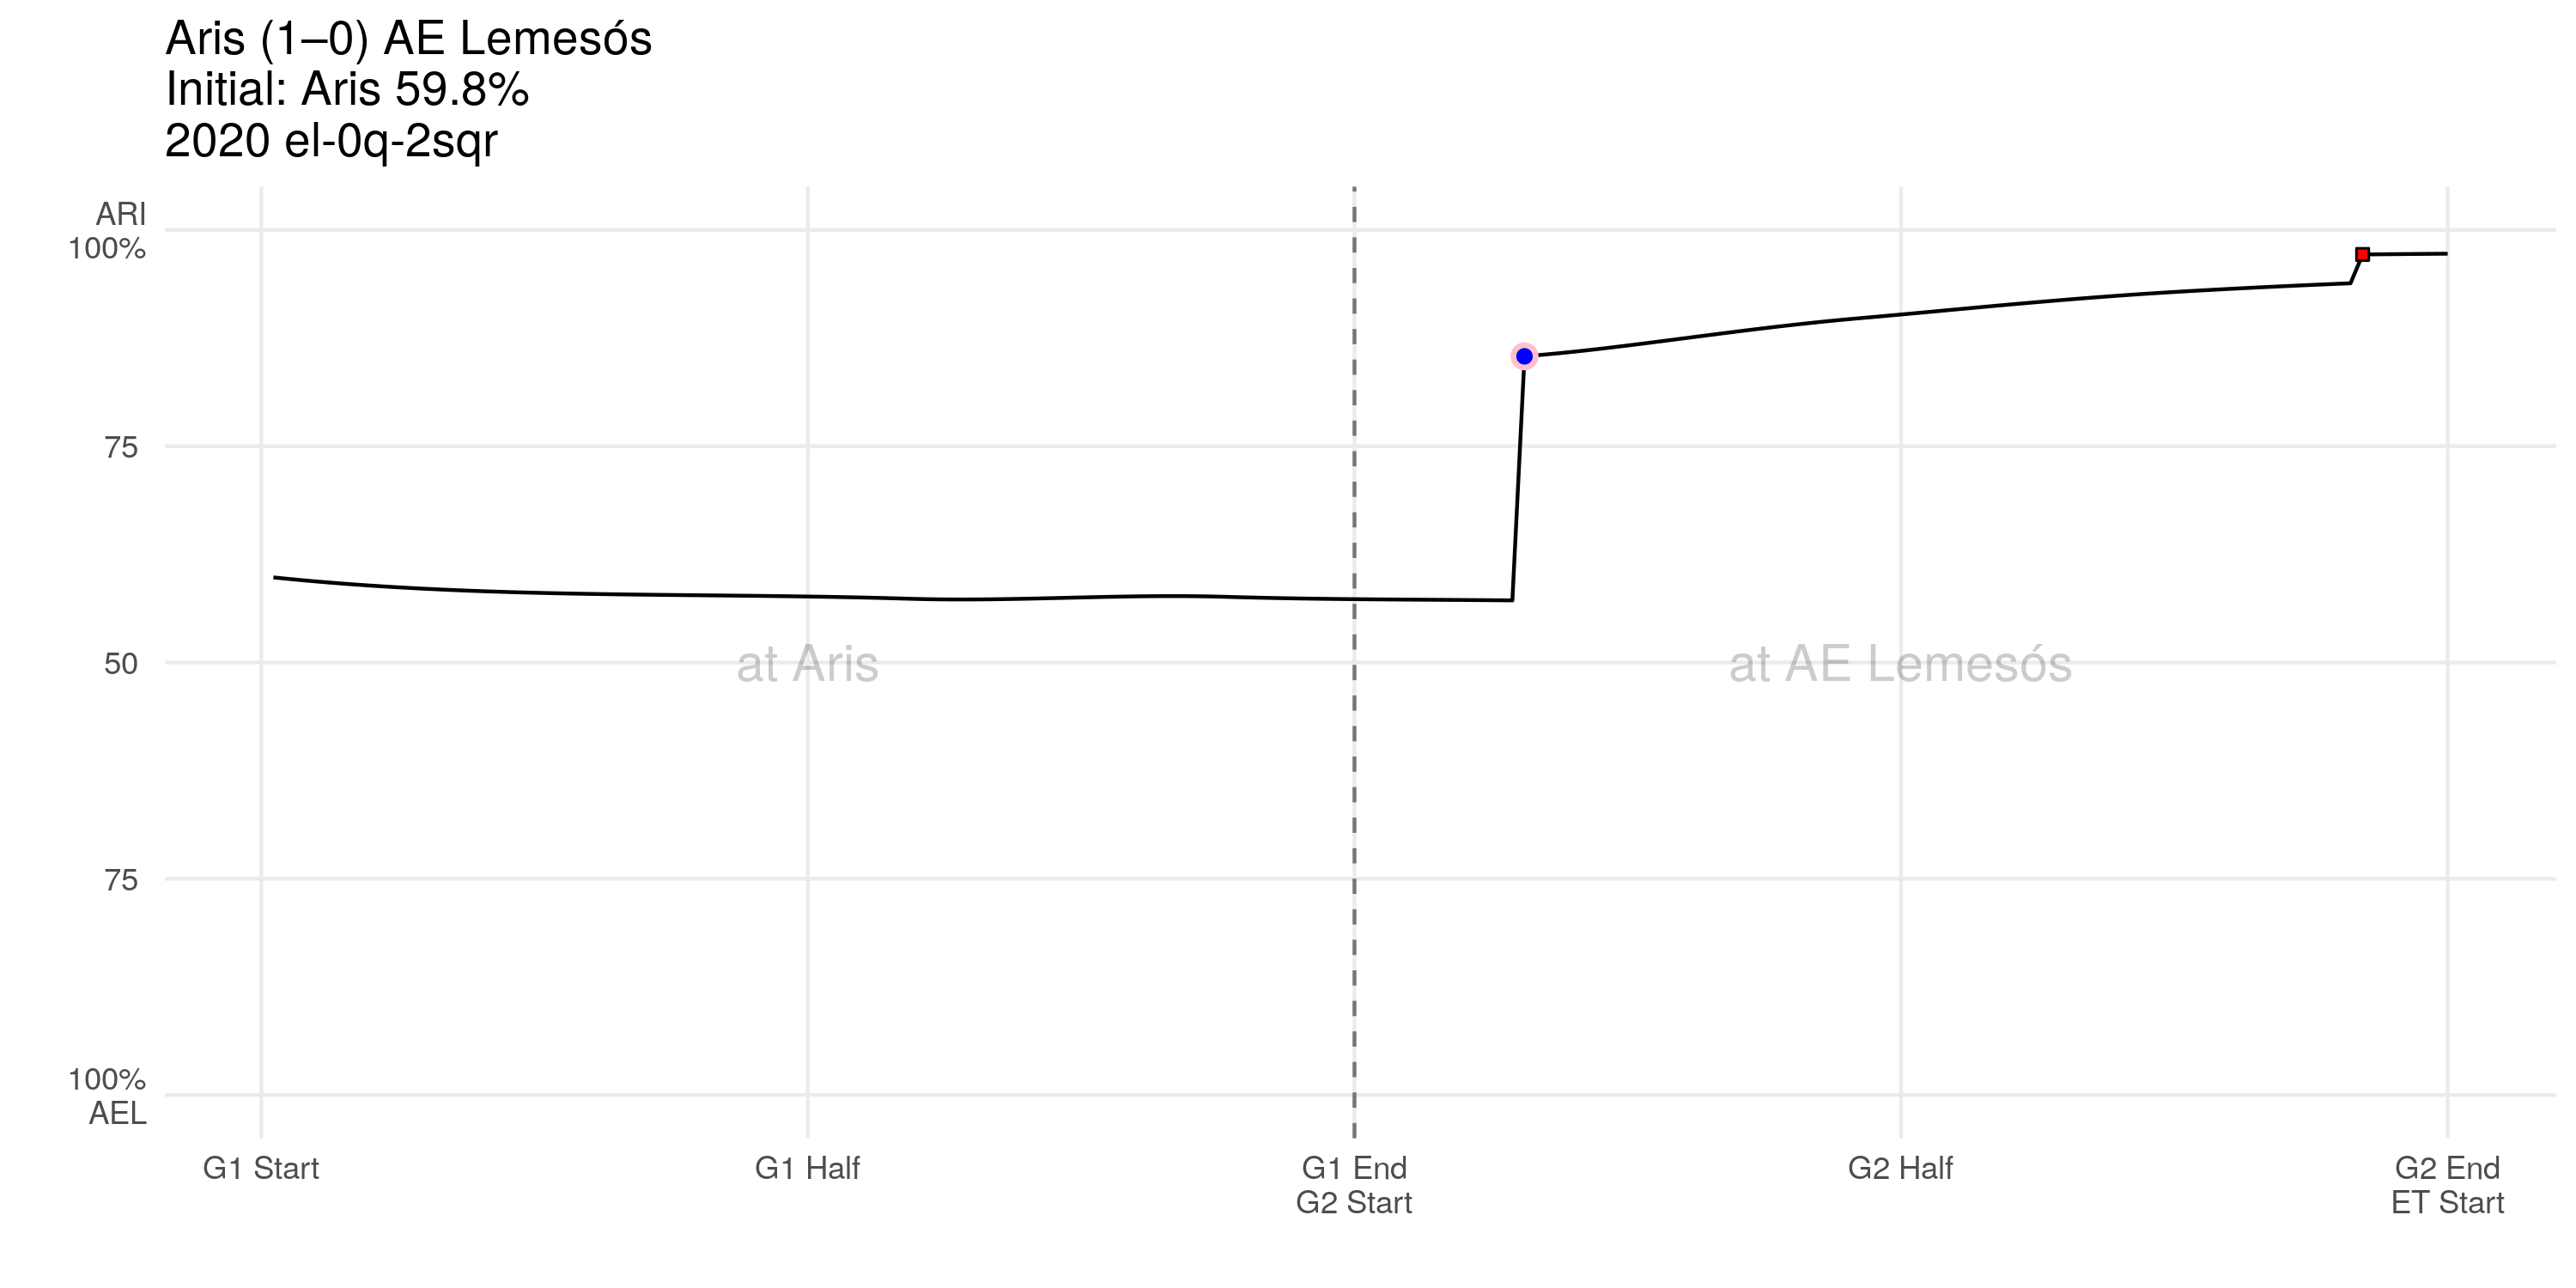 Aris (1–0) AE Lemesós
Initial: Aris 59.8%
2020 el-0q-2sqr
ARI
100%
75
50
75
100%
AEL
at Aris
at AE Lemesós
G1 Start
G1 Half
G1 End
G2 Start
G2 Half
G2 End
ET Start